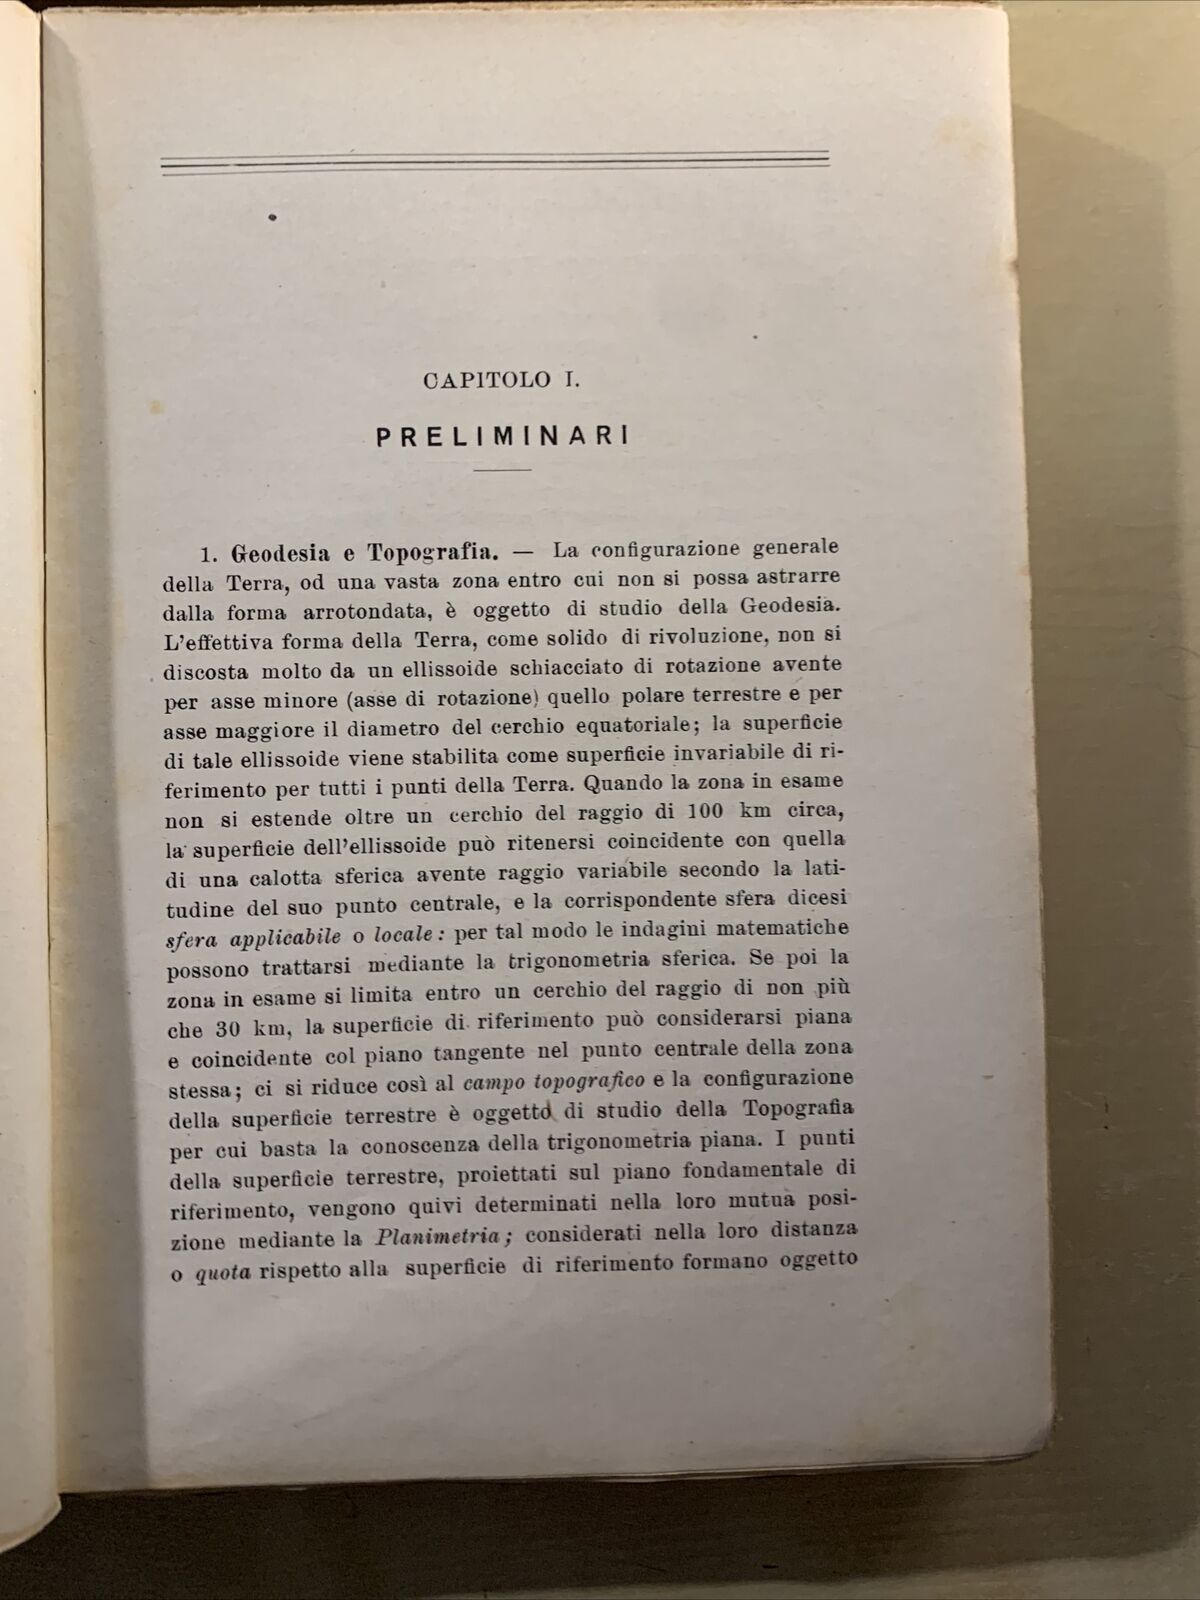 CAPITOLO I.
PRELIMINARI
1. Geodesia e Topografia. — La configurazione generale
della Terra, od una vasta zona entro cui non si possa astrarre
dalla forma arrotondata, è oggetto di studio della Geodesia.
L'effettiva forma della Terra, come solido di rivoluzione, non si
discosta molto da un ellissoide schiacciato di rotazione avente
per asse minore (asse di rotazione) quello polare terrestre e per
asse maggiore il diametro del cerchio equatoriale; la superficie
di tale ellissoide viene stabilita come superficie invariabile di ri-
ferimento per tutti i punti della Terra. Quando la zona in esame
non si estende oltre un cerchio del raggio di 100 km circa,
la superficie dell'ellissoide può ritenersi coincidente con quella
di una calotta sferica avente raggio variabile secondo la lati-
tudine del suo punto centrale, e la corrispondente sfera dicesi
sfera applicabile o locale: per tal modo le indagini matematiche
possono trattarsi mediante la trigonometria sferica. Se poi la
zona in esame si limita entro un cerchio del raggio di non più
che 30 km, la superficie di riferimento può considerarsi piana
e coincidente col piano tangente nel punto centrale della zona
stessa; ci si riduce così al campo topografico e la configurazione
della superficie terrestre è oggetto di studio della Topografia
per cui basta la conoscenza della trigonometria piana. I punti
della superficie terrestre, proiettati sul piano fondamentale di
riferimento, vengono quivi determinati nella loro mutua posi-
zione mediante la Planimetria; considerati nella loro distanza
o quota rispetto alla superficie di riferimento formano oggetto